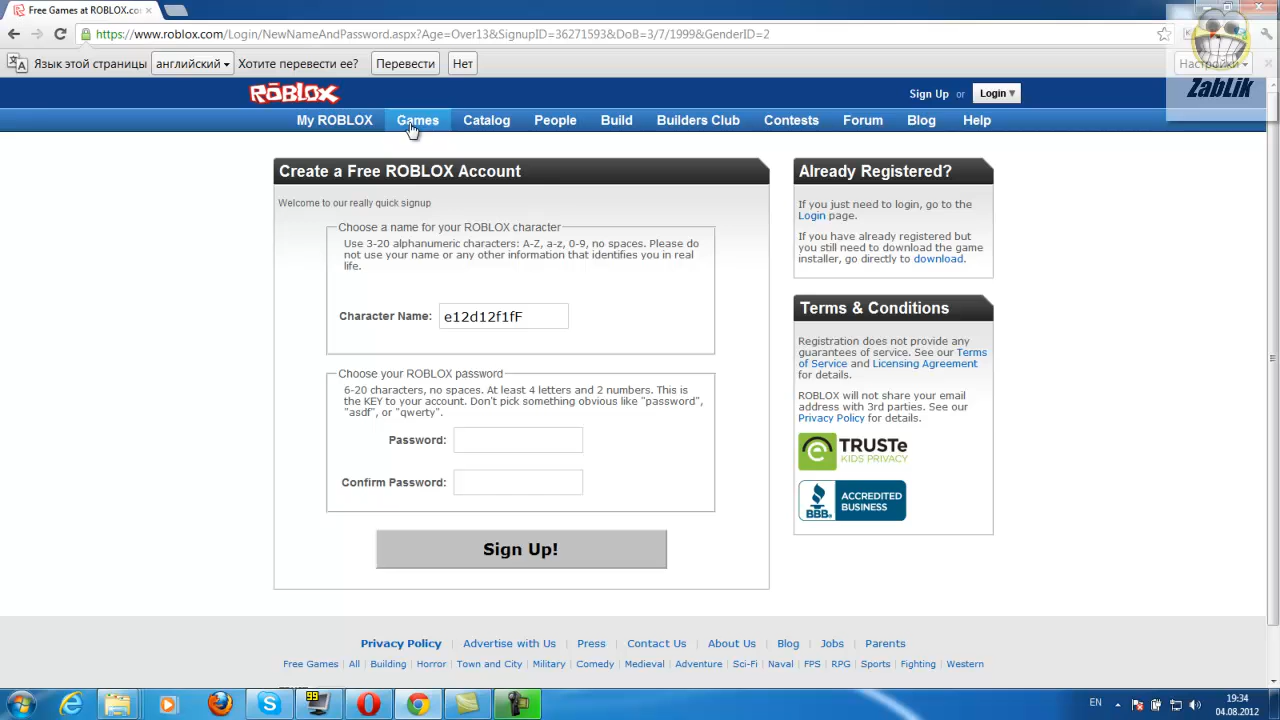 Free Games at ROBLOX.co
https://www.roblox.com/Login/NewNameAndPassword.aspx?Age=Over13&SignUpID=36271593&DoB=3/7/1999&GenderID=2
Язык этой страницы английский Хотите перевести ее? Перевести Нет Настройки
ZabLik
ROBLOX
Sign Up or Login
My ROBLOX Games Catalog People Build Builders Club Contests Forum Blog Help
Create a Free ROBLOX Account
Welcome to our really quick signup
Choose a name for your ROBLOX character
Use 3-20 alphanumeric characters: A-Z, a-z, 0-9, no spaces. Please do
not use your name or any other information that identifies you in real
life.
Character Name: e12d12f1fF
Choose your ROBLOX password
6-20 characters, no spaces. At least 4 letters and 2 numbers. This is
the KEY to your account. Don't pick something obvious like "password",
"asdf", or "qwerty".
Password:
Confirm Password:
Sign Up!
Already Registered?
If you just need to login, go to the
Login page.
If you have already registered but
you still need to download the game
installer, go directly to download.
Terms & Conditions
Registration does not provide any
guarantees of service. See our Terms
of Service and Licensing Agreement
for details.
ROBLOX will not share your email
address with 3rd parties. See our
Privacy Policy for details.
TRUSTe
KIDS PRIVACY
BBB. ACCREDITED
BUSINESS
Privacy Policy | Advertise with Us | Press | Contact Us | About Us | Blog | Jobs | Parents
Free Games | All | Building | Horror | Town and City | Military | Comedy | Medieval | Adventure | Sci-Fi | Naval | FPS | RPG | Sports | Fighting | Western
99
EN
19:34
04.08.2012